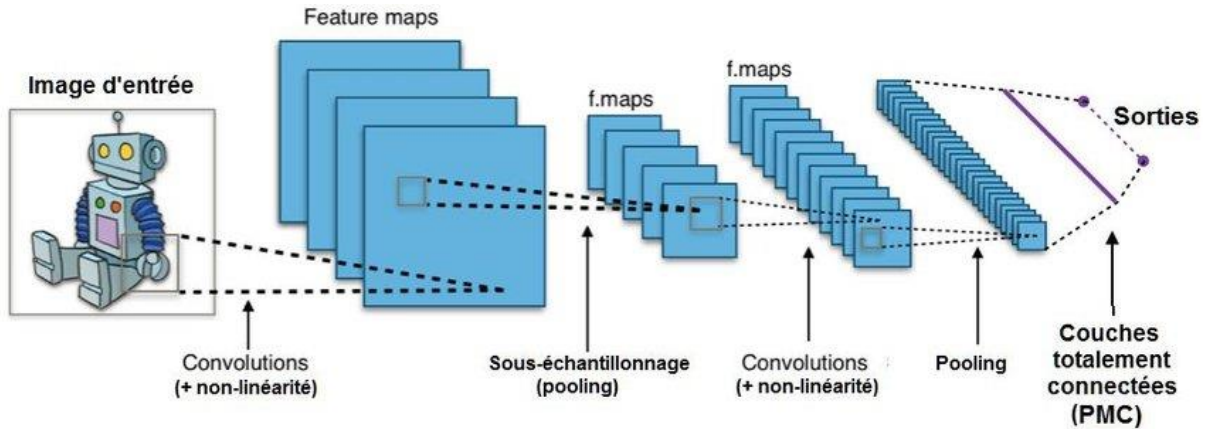 Feature maps
Image d'entrée
f.maps
f.maps
Sorties
Convolutions
(+ non-linéarité)
Sous-échantillonnage
(pooling)
Convolutions
(+ non-linéarité)
Pooling
Couches
totalement
connectées
(PMC)